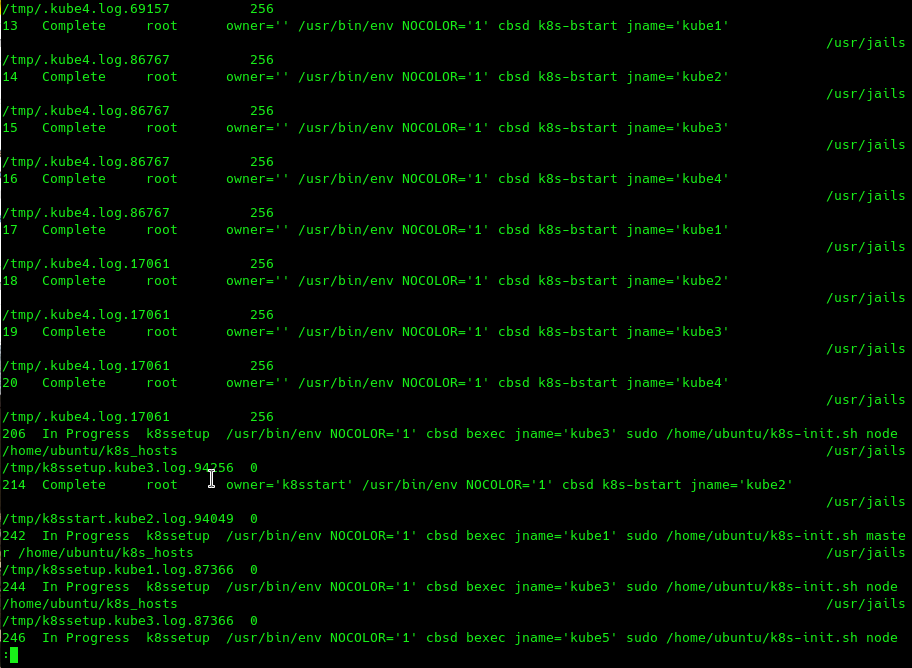 /tmp/.kube4.log.69157          256
13   Complete     root      owner='' /usr/bin/env NOCOLOR='1' cbsd k8s-bstart jname='kube1'
/usr/jails
/tmp/.kube4.log.86767          256
14   Complete     root      owner='' /usr/bin/env NOCOLOR='1' cbsd k8s-bstart jname='kube2'
/usr/jails
/tmp/.kube4.log.86767          256
15   Complete     root      owner='' /usr/bin/env NOCOLOR='1' cbsd k8s-bstart jname='kube3'
/usr/jails
/tmp/.kube4.log.86767          256
16   Complete     root      owner='' /usr/bin/env NOCOLOR='1' cbsd k8s-bstart jname='kube4'
/usr/jails
/tmp/.kube4.log.86767          256
17   Complete     root      owner='' /usr/bin/env NOCOLOR='1' cbsd k8s-bstart jname='kube1'
/usr/jails
/tmp/.kube4.log.17061          256
18   Complete     root      owner='' /usr/bin/env NOCOLOR='1' cbsd k8s-bstart jname='kube2'
/usr/jails
/tmp/.kube4.log.17061          256
19   Complete     root      owner='' /usr/bin/env NOCOLOR='1' cbsd k8s-bstart jname='kube3'
/usr/jails
/tmp/.kube4.log.17061          256
20   Complete     root      owner='' /usr/bin/env NOCOLOR='1' cbsd k8s-bstart jname='kube4'
/usr/jails
/tmp/.kube4.log.17061          256
206  In Progress  k8ssetup  /usr/bin/env NOCOLOR='1' cbsd bexec jname='kube3' sudo /home/ubuntu/k8s-init.sh node
/home/ubuntu/k8s_hosts                                                                 /usr/jails
/tmp/k8ssetup.kube3.log.94256  0
214  Complete     root      owner='k8sstart' /usr/bin/env NOCOLOR='1' cbsd k8s-bstart jname='kube2'
/usr/jails
/tmp/k8sstart.kube2.log.94049  0
242  In Progress  k8ssetup  /usr/bin/env NOCOLOR='1' cbsd bexec jname='kube1' sudo /home/ubuntu/k8s-init.sh maste
r /home/ubuntu/k8s_hosts                                                               /usr/jails
/tmp/k8ssetup.kube1.log.87366  0
244  In Progress  k8ssetup  /usr/bin/env NOCOLOR='1' cbsd bexec jname='kube3' sudo /home/ubuntu/k8s-init.sh node
/home/ubuntu/k8s_hosts                                                                 /usr/jails
/tmp/k8ssetup.kube3.log.87366  0
246  In Progress  k8ssetup  /usr/bin/env NOCOLOR='1' cbsd bexec jname='kube5' sudo /home/ubuntu/k8s-init.sh node
: